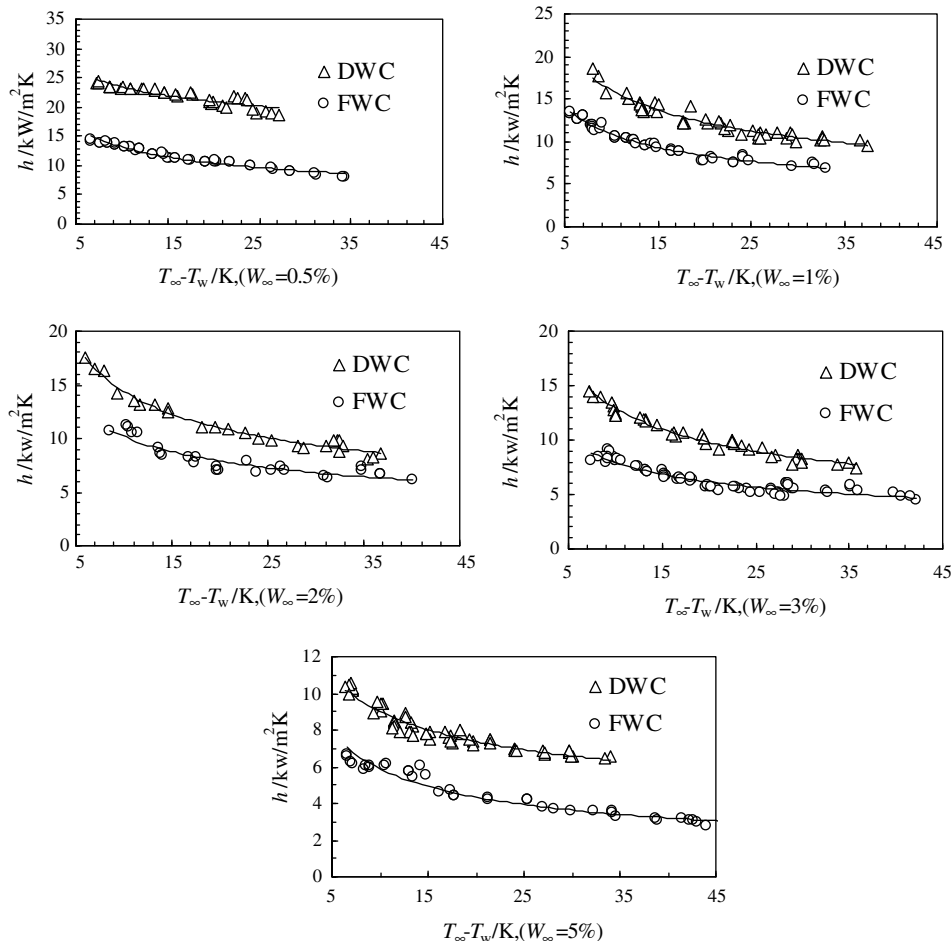 40
35
30
25
20
15
10
5
0
h/kW/m²K
DWC
FWC
5 15 25 35 45
T∞-Tw/K,(W∞=0.5%)
25
20
15
10
5
0
h/kw/m²K
DWC
FWC
5 15 25 35 45
T∞-Tw/K,(W∞=1%)
20
15
10
5
0
h/kw/m²K
DWC
FWC
5 15 25 35 45
T∞-Tw/K,(W∞=2%)
20
15
10
5
0
h/kw/m²K
DWC
FWC
5 15 25 35 45
T∞-Tw/K,(W∞=3%)
12
10
8
6
4
2
0
h/kw/m²K
DWC
FWC
5 15 25 35 45
T∞-Tw/K,(W∞=5%)